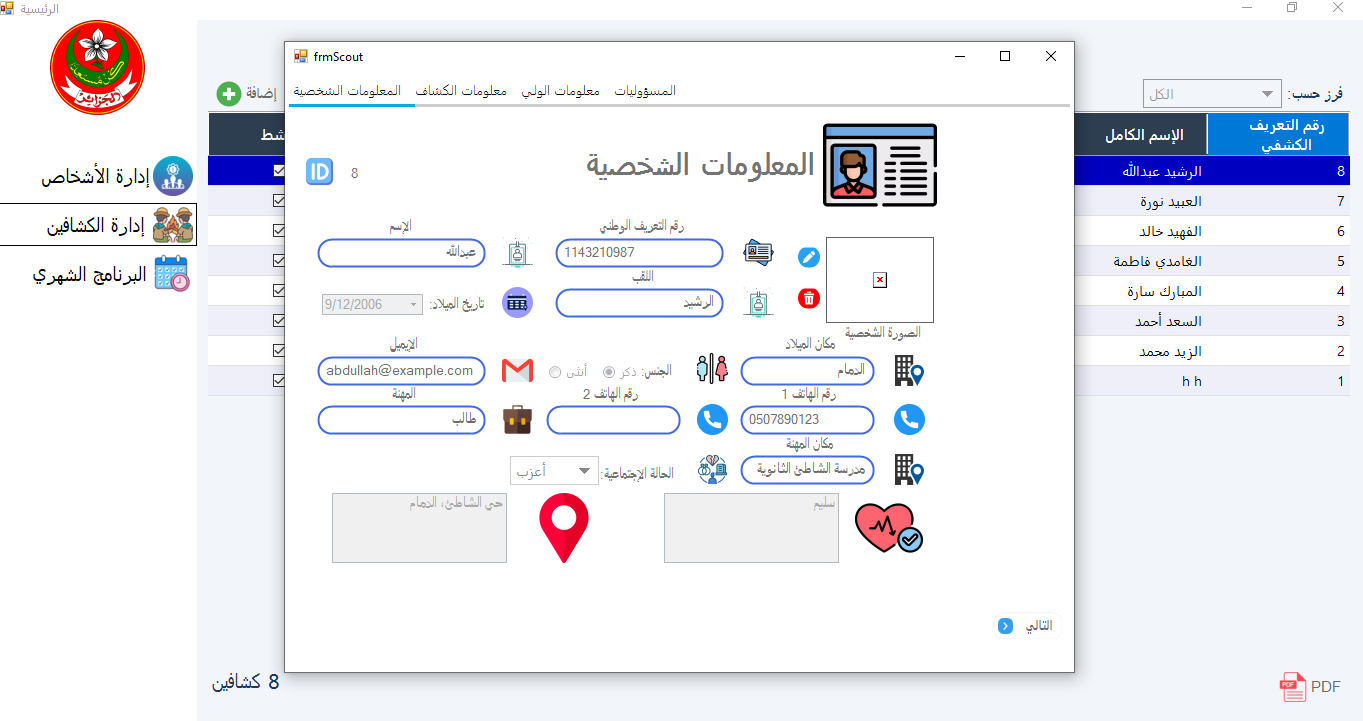 الرئيسية
كن مستعدا
الجزائر
إدارة الأشخاص
إدارة الكشافين
البرنامج الشهري
إضافة
فرز حسب:
الكل
رقم التعريف الكشفي
الإسم الكامل
شط
8 الرشيد عبدالله
7 العبيد نورة
6 الفهيد خالد
5 الغامدي فاطمة
4 المبارك سارة
3 السعد أحمد
2 الزيد محمد
1 h h
8 كشافين
PDF
PDF
frmScout
المعلومات الشخصية
معلومات الكشاف
معلومات الولي
المسؤوليات
المعلومات الشخصية
ID
8
رقم التعريف الوطني
1143210987
الإسم
عبدالله
اللقب
الرشيد
تاريخ الميلاد:
9/12/2006
الصورة الشخصية
مكان الميلاد
الدمام
الجنس:
ذكر
أنثى
الإيميل
abdullah@example.com
رقم الهاتف 1
0507890123
رقم الهاتف 2
المهنة
طالب
مكان المهنة
مدرسة الشاطئ الثانوية
الحالة الإجتماعية:
أعزب
سليم
حي الشاطئ، الدمام
التالي